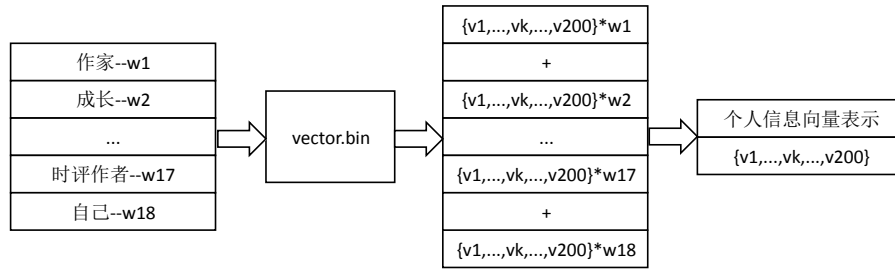 作家--w1
成长--w2
...
时评作者--w17
自己--w18
vector.bin
{v1,...,vk,...,v200}*w1
+
{v1,...,vk,...,v200}*w2
...
{v1,...,vk,...,v200}*w17
+
{v1,...,vk,...,v200}*w18
个人信息向量表示
{v1,...,vk,...,v200}